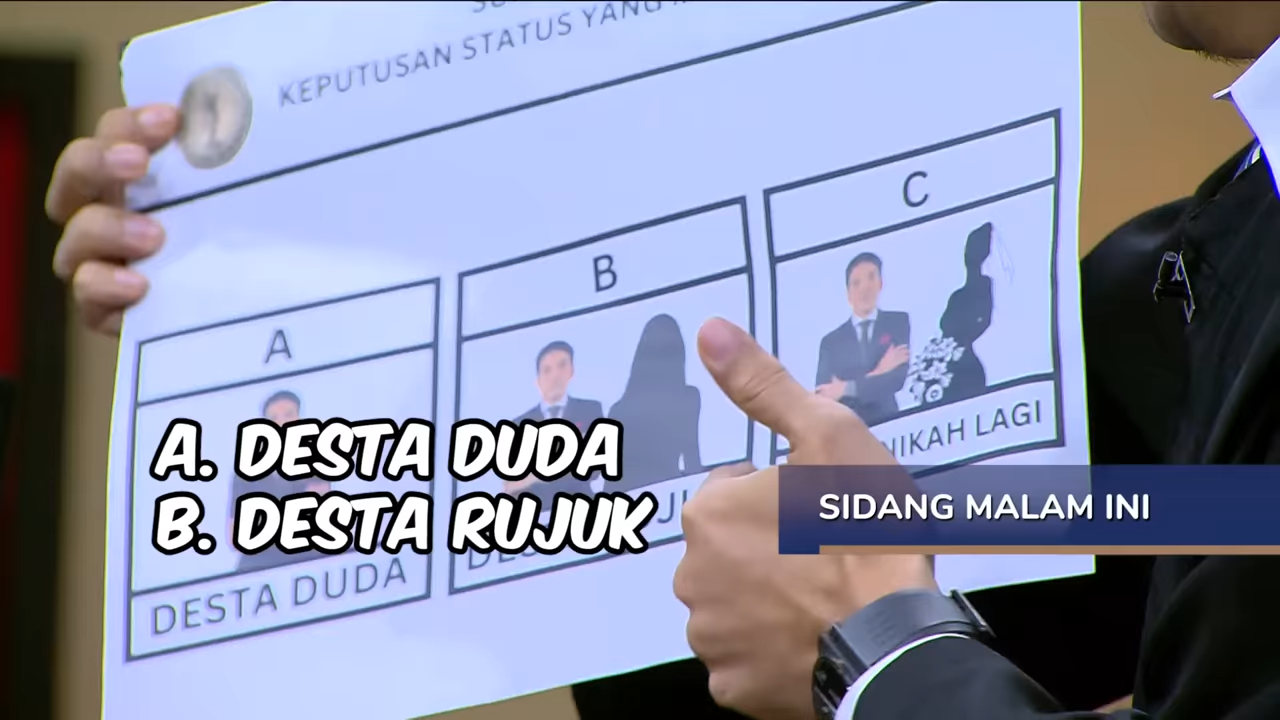 KEPUTUSAN STATUS YANG
A
B
C
A. DESTA DUDA
B. DESTA RUJUK
DESTA DUDA
NIKAH LAGI
SIDANG MALAM INI